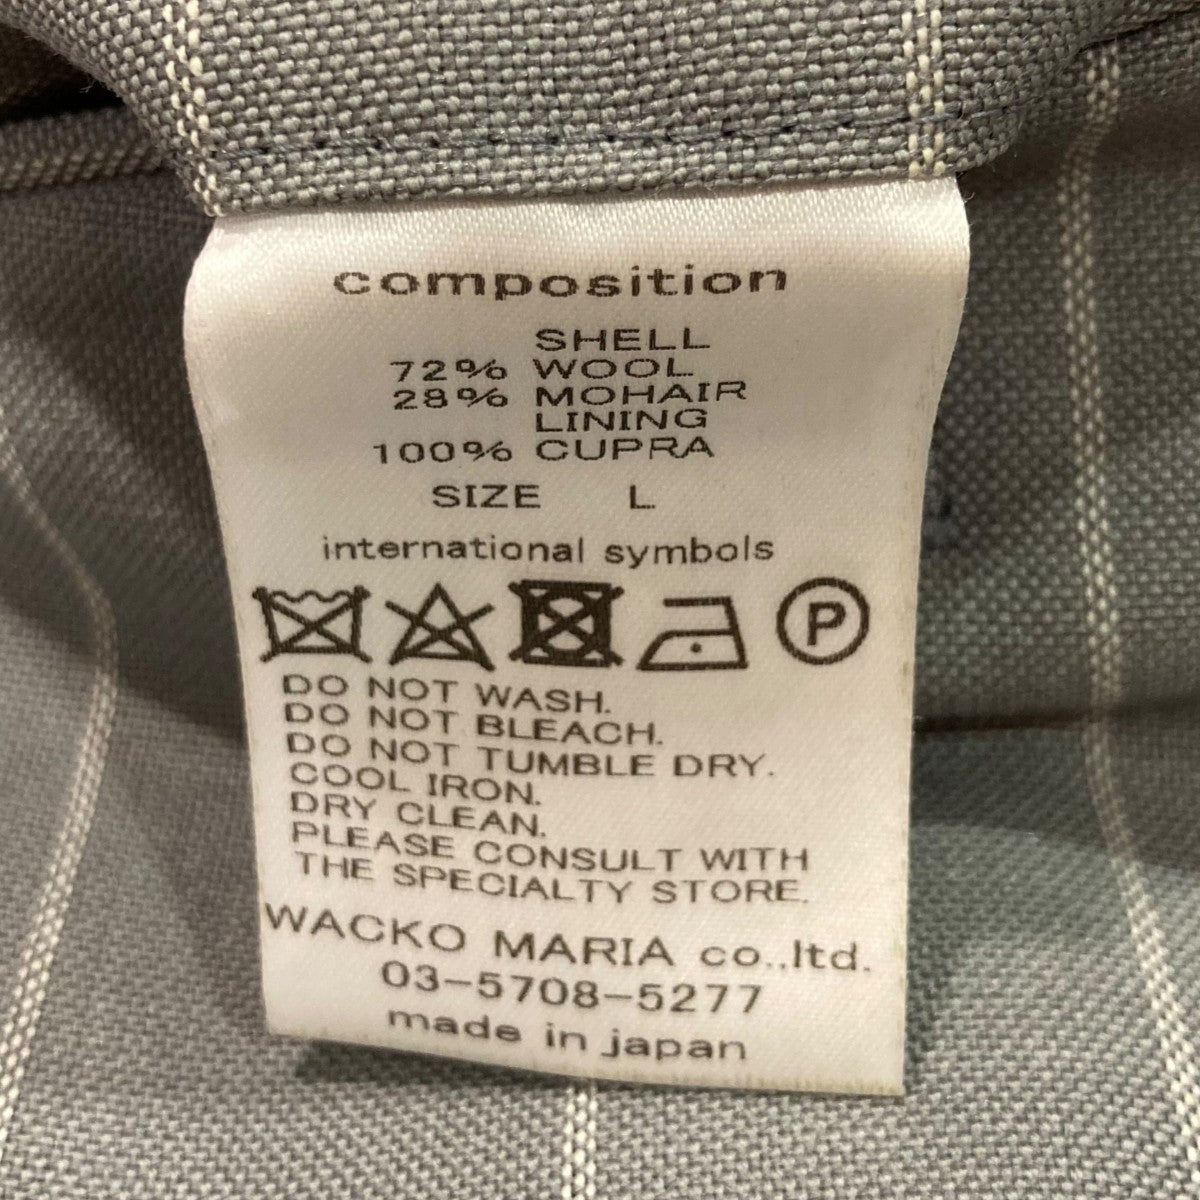 composition
SHELL
72% WOOL
28% MOHAIR
LINING
100% CUPRA
SIZE L
international symbols
P
DO NOT WASH.
DO NOT BLEACH.
DO NOT TUMBLE DRY.
COOL IRON.
DRY CLEAN.
PLEASE CONSULT WITH
THE SPECIALTY STORE.
WACKO MARIA co.,ltd.
03-5708-5277
made in japan